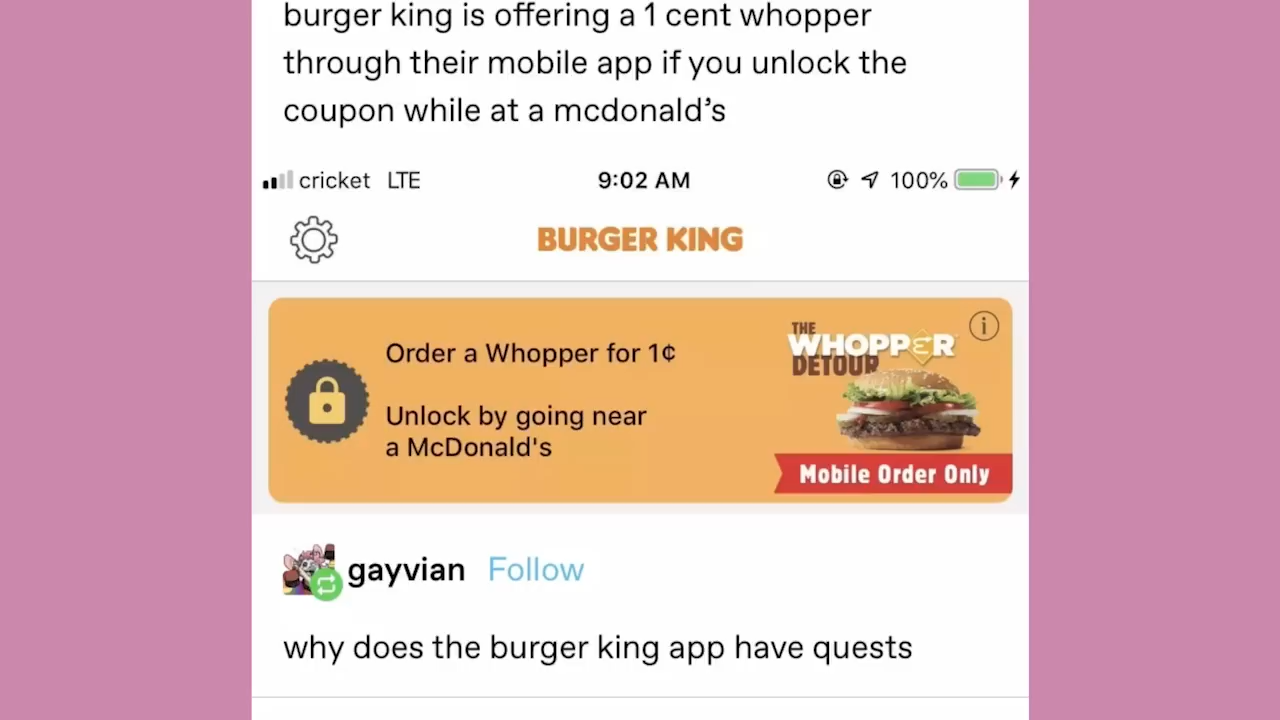 burger king is offering a 1 cent whopper
through their mobile app if you unlock the
coupon while at a mcdonald’s
cricket LTE 9:02 AM 100%
BURGER KING
Order a Whopper for 1¢
Unlock by going near
a McDonald's
THE
WHOPPER
DETOUR
Mobile Order Only
gayvian Follow
why does the burger king app have quests